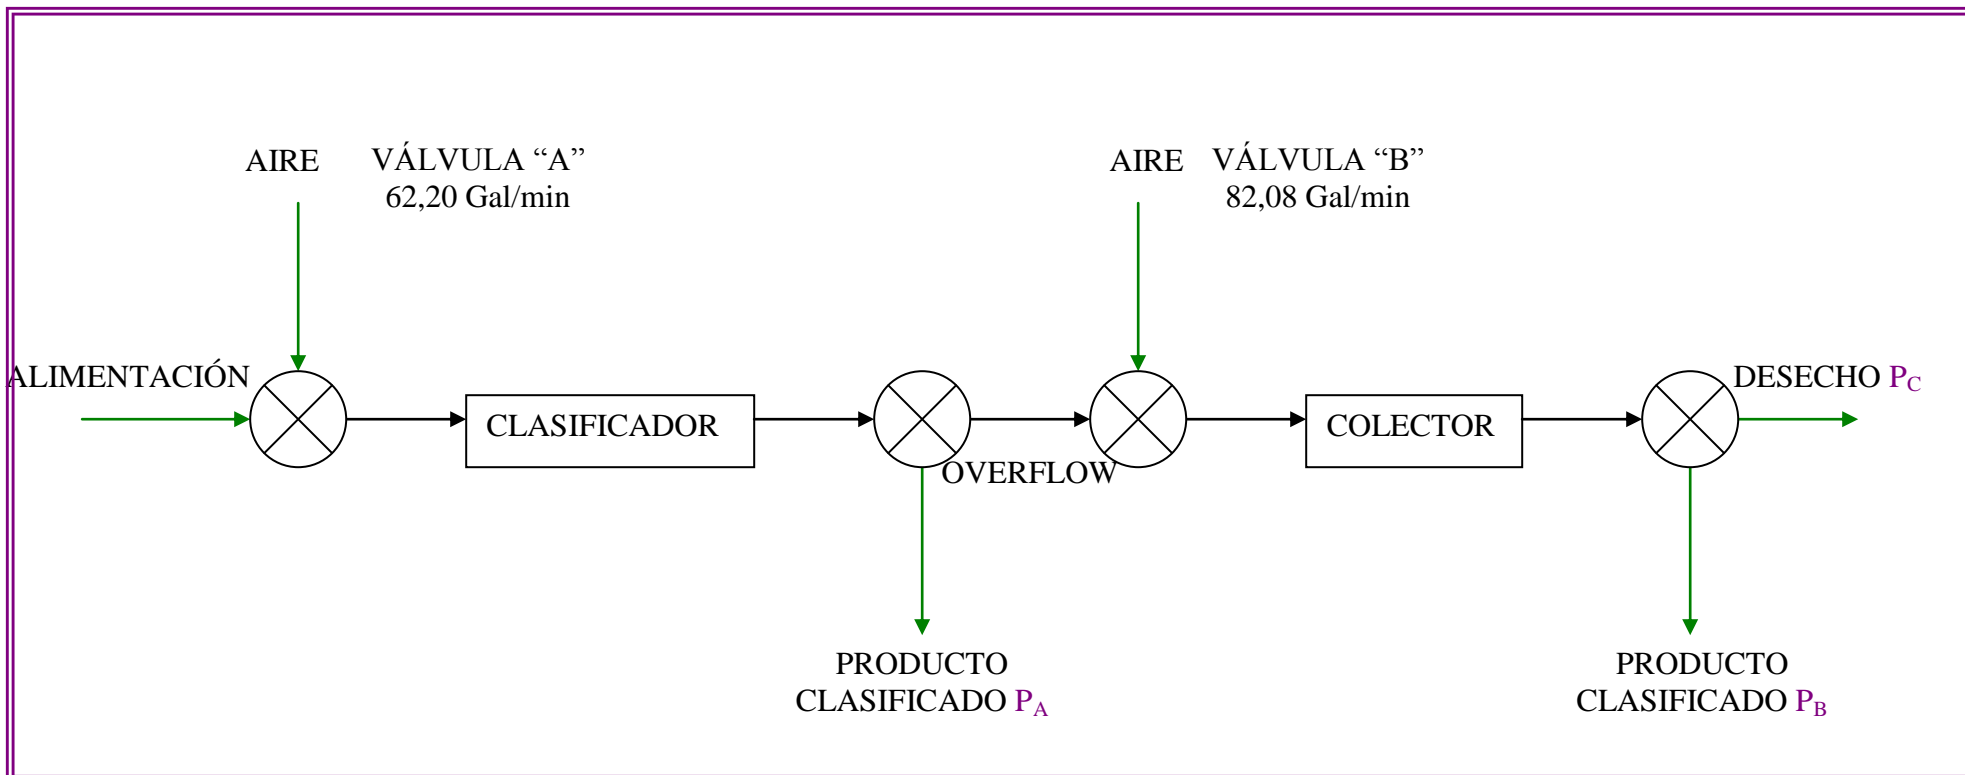 AIRE
VÁLVULA “A”
62,20 Gal/min
AIRE
VÁLVULA “B”
82,08 Gal/min
ALIMENTACIÓN
CLASIFICADOR
OVERFLOW
COLECTOR
DESECHO PC
PRODUCTO
CLASIFICADO PA
PRODUCTO
CLASIFICADO PB